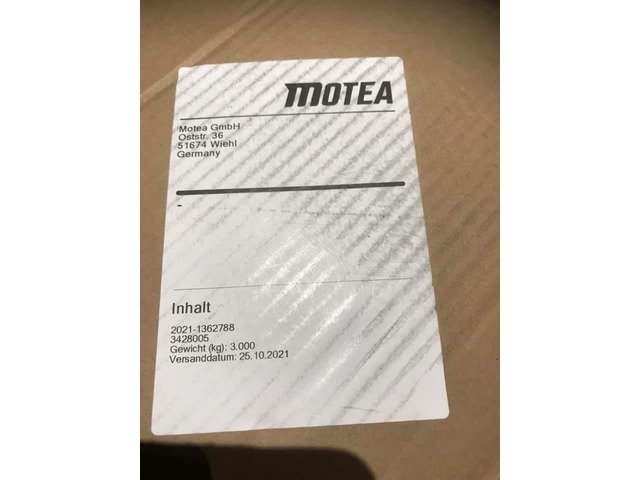 MOTEA
Motea GmbH
Oststr. 36
51674 Wiehl
Germany
-
Inhalt
2021-1362788
3428005
Gewicht (kg): 3.000
Versanddatum: 25.10.2021